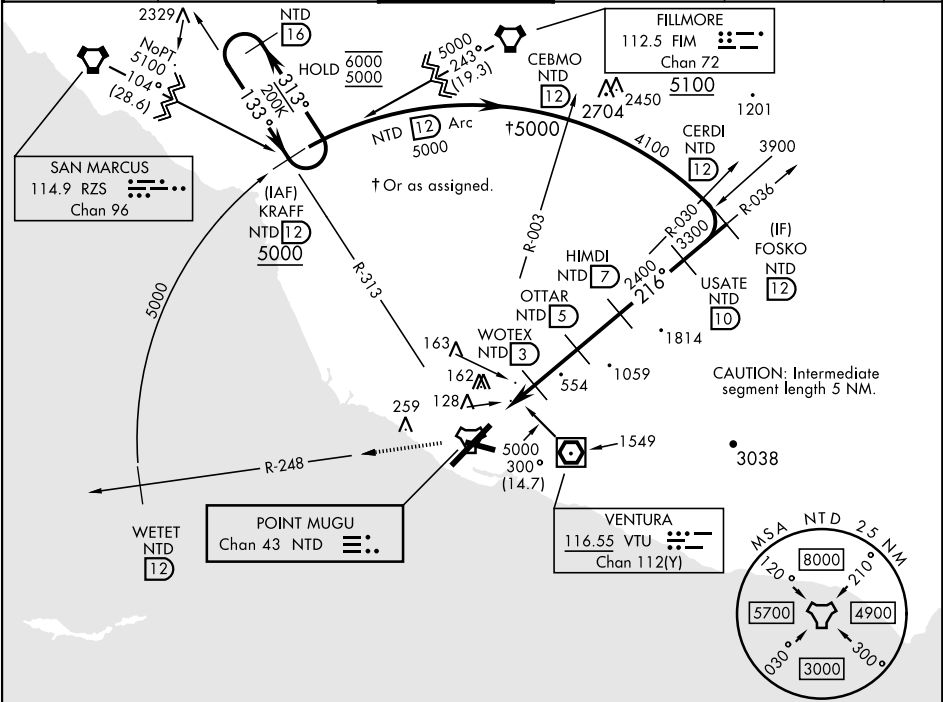 2329
NTD
16
NoPT
5100
104°
(28.6)
HOLD
6000
5000
313°
200K
133°
5000
243°
(19.3)
FILLMORE
112.5 FIM
Chan 72
CEBMO
NTD
12
2704
2450
5100
1201
SAN MARCUS
114.9 RZS
Chan 96
NTD 12 Arc
5000
†5000
4100
CERDI
NTD
12
3900
† Or as assigned.
(IAF)
KRAFF
NTD 12
5000
R-003
R-030
R-036
3300
(IF)
FOSKO
NTD
12
R-313
HIMDI
NTD 7
2400
216°
USATE
NTD
10
OTTAR
NTD 5
1814
5000
WOTEX
NTD 3
163
162
128
554
1059
CAUTION: Intermediate
segment length 5 NM.
259
5000
300°
(14.7)
1549
3038
R-248
WETET
NTD
12
POINT MUGU
Chan 43 NTD
VENTURA
116.55 VTU
Chan 112(Y)
MSA NTD 25 NM
120°
8000
210°
5700
4900
030°
3000
300°